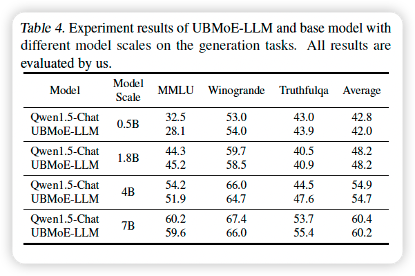 Table 4. Experiment results of UBMoE-LLM and base model with
different model scales on the generation tasks. All results are
evaluated by us.
Model Model Scale MMLU Winogrande Truthfulqa Average
Qwen1.5-Chat 0.5B 32.5 53.0 43.0 42.8
UBMoE-LLM 28.1 54.0 43.9 42.0
Qwen1.5-Chat 1.8B 44.3 59.7 40.5 48.2
UBMoE-LLM 45.2 58.5 40.9 48.2
Qwen1.5-Chat 4B 54.2 66.0 44.5 54.9
UBMoE-LLM 51.9 64.7 47.6 54.7
Qwen1.5-Chat 7B 60.2 67.4 53.7 60.4
UBMoE-LLM 59.6 66.0 55.4 60.2